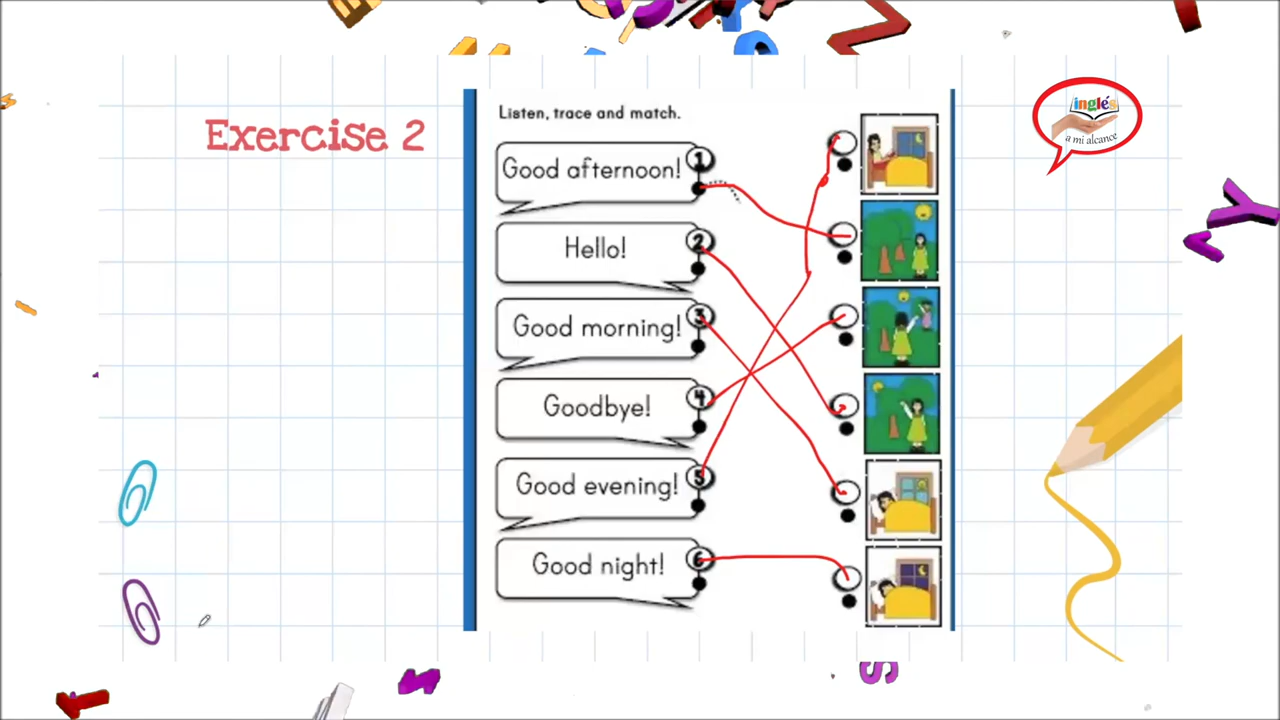 Exercise 2
inglés
a mi alcance
Listen, trace and match.
Good afternoon! 1
Hello! 2
Good morning! 3
Goodbye! 4
Good evening! 5
Good night! 6